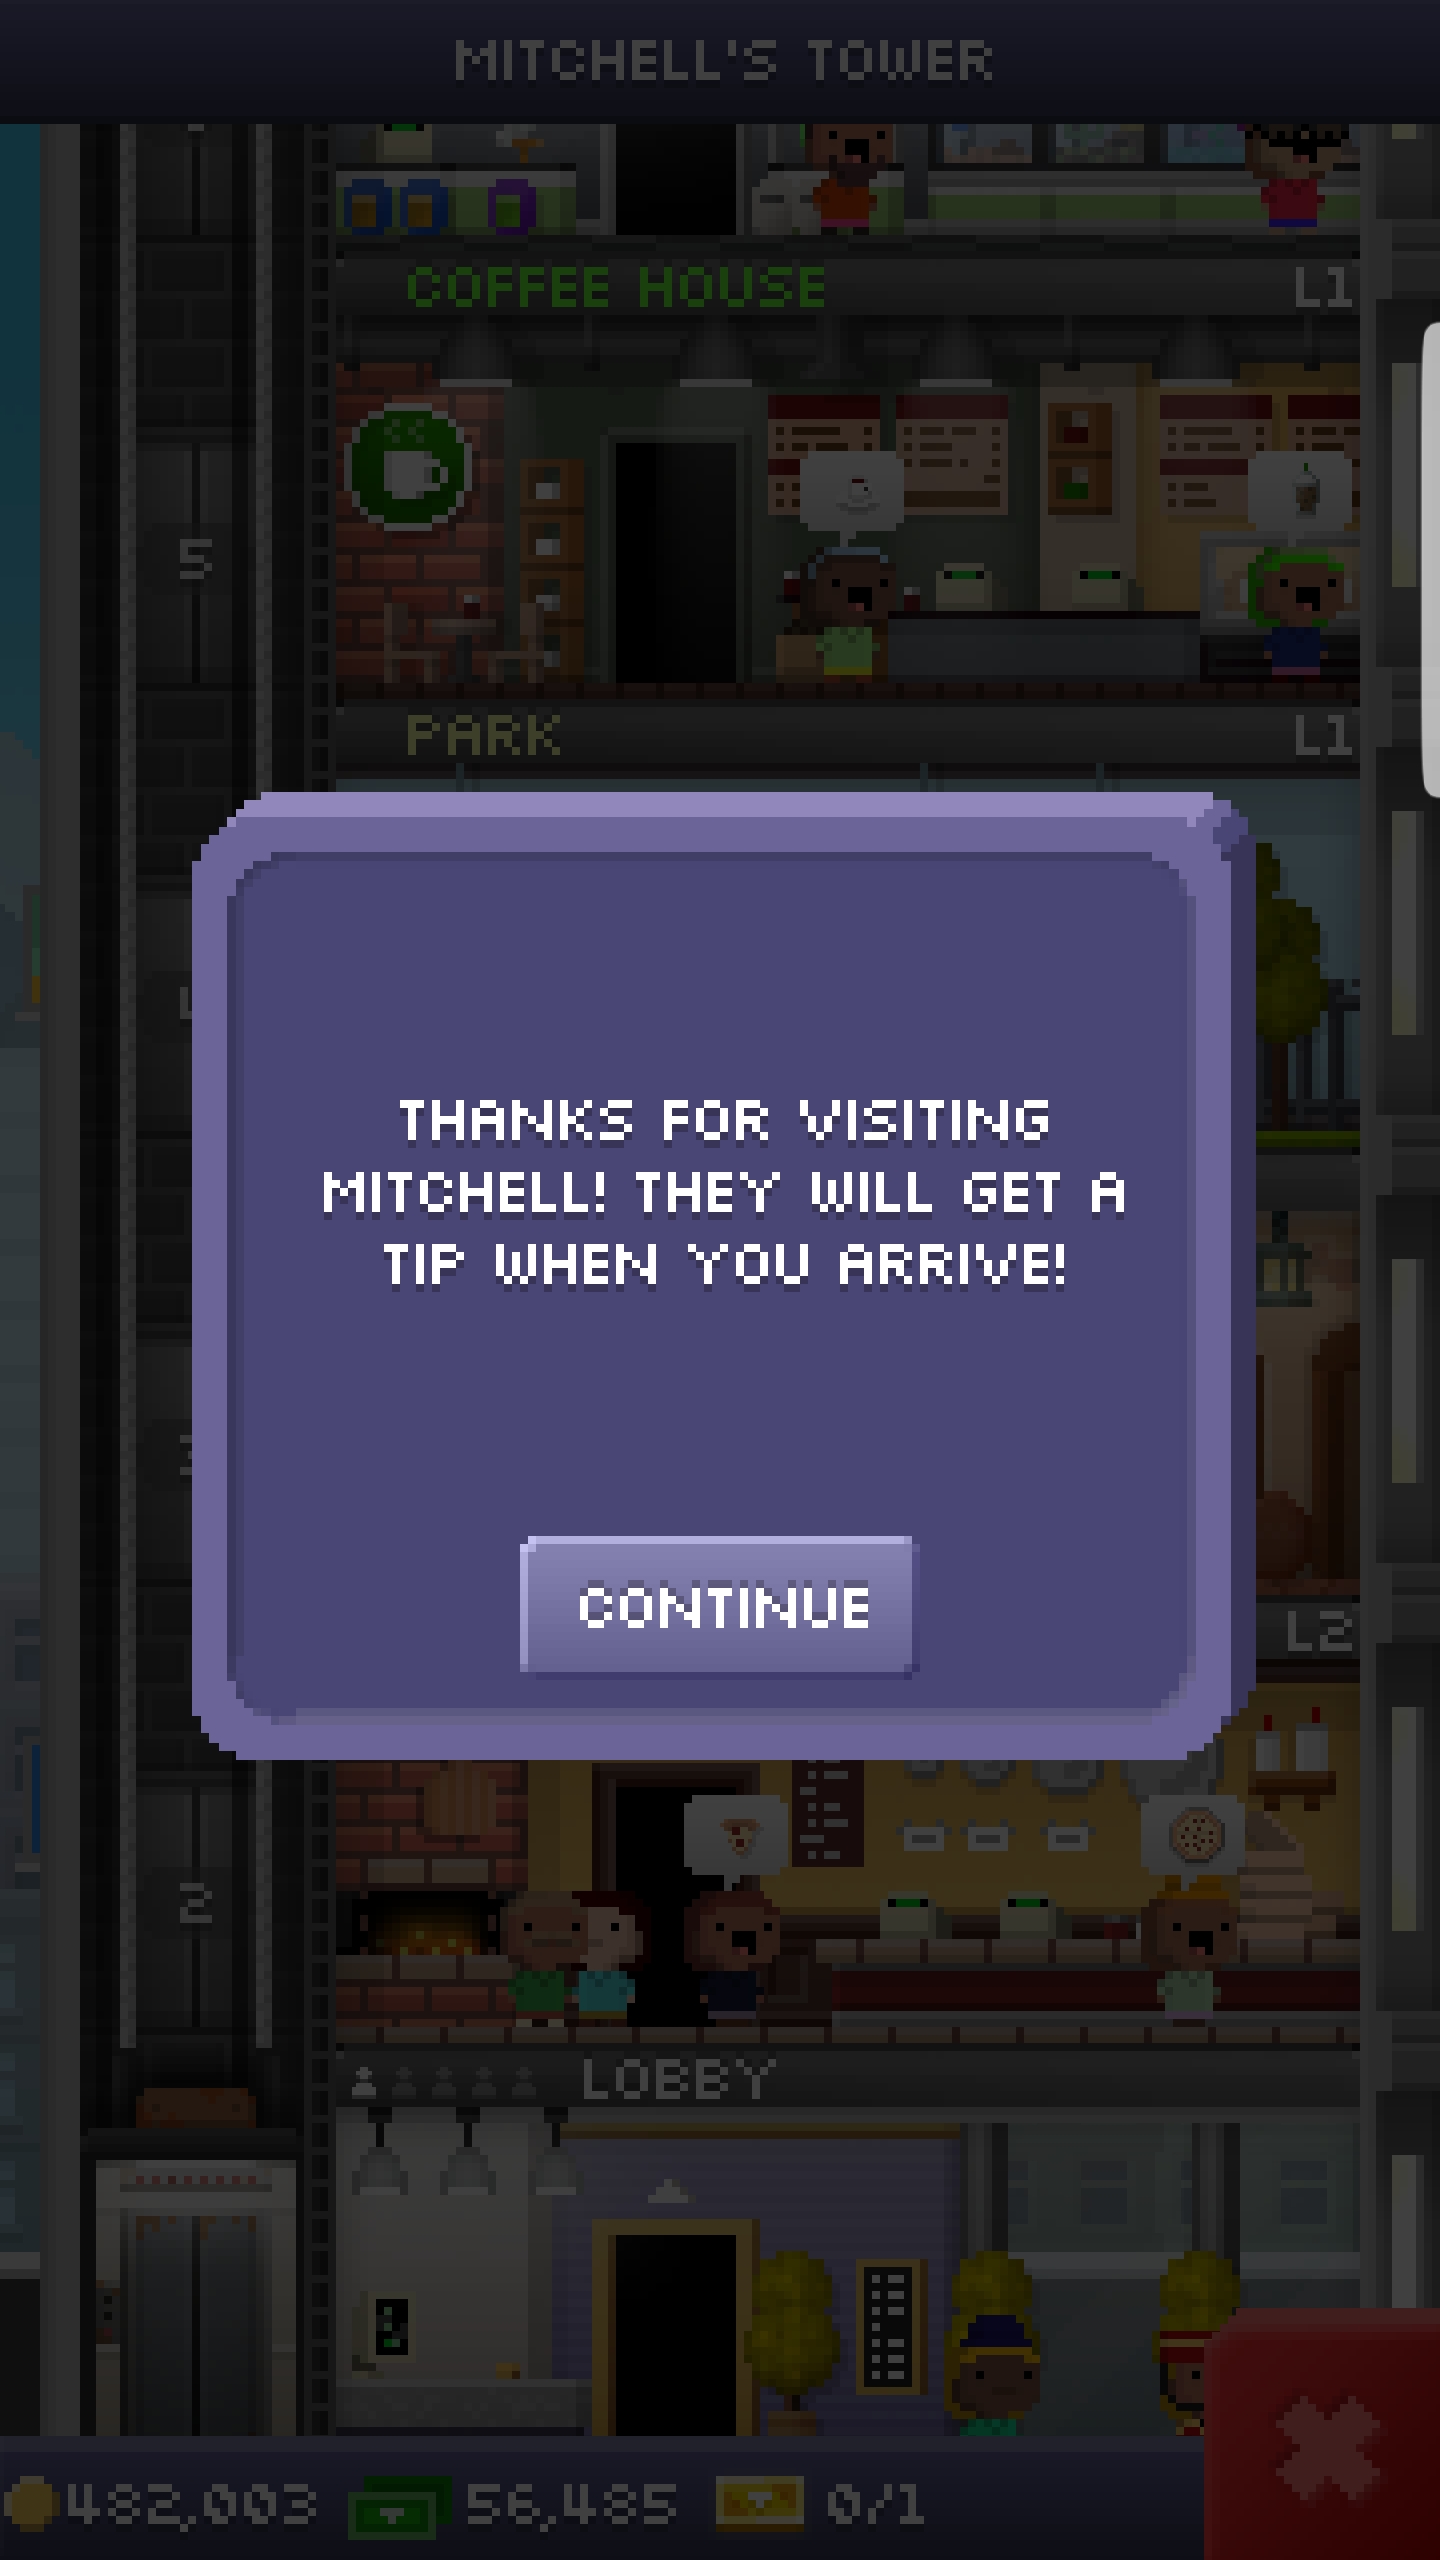 MITCHELL'S TOWER
COFFEE HOUSE L1
5
PARK L1
THANKS FOR VISITING
MITCHELL! THEY WILL GET A
TIP WHEN YOU ARRIVE!
CONTINUE
L2
2
LOBBY
482,003 56,485 0/1